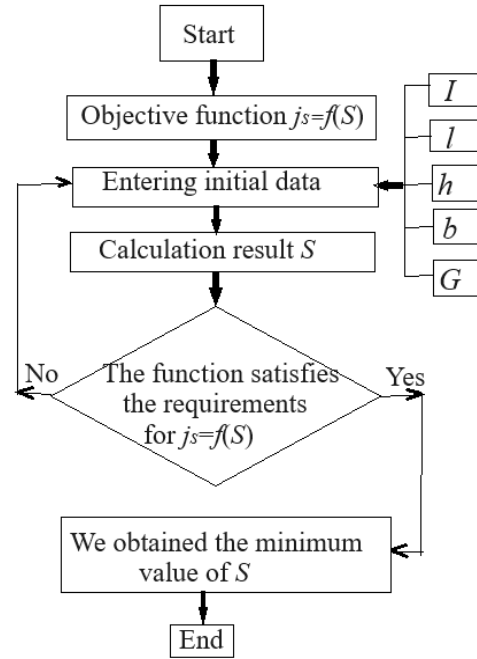 Start
Objective function js=f(S)
Entering initial data
I
l
h
b
G
Calculation result S
No
The function satisfies
the requirements
for js=f(S)
Yes
We obtained the minimum
value of S
End